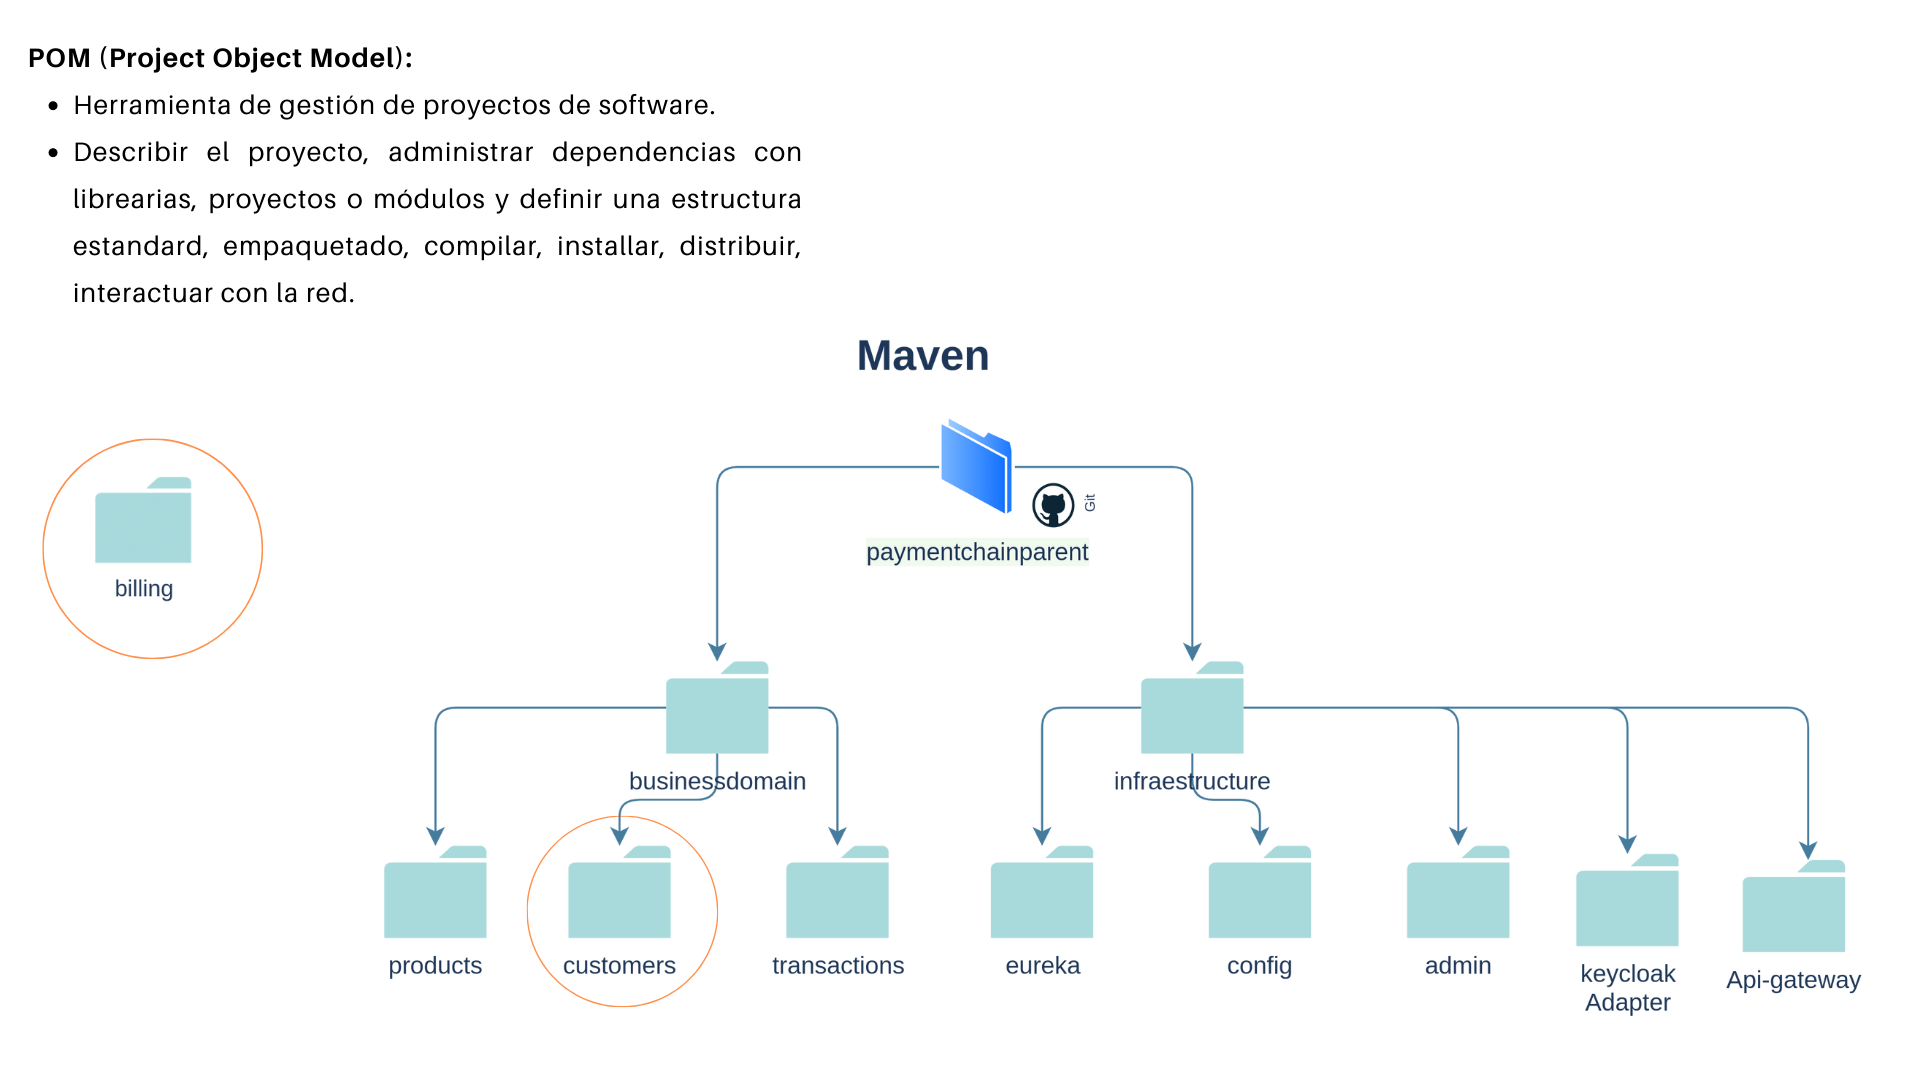 POM (Project Object Model):
Herramienta de gestión de proyectos de software.
Describir el proyecto, administrar dependencias con
librearias, proyectos o módulos y definir una estructura
estandard, empaquetado, compilar, installar, distribuir,
interactuar con la red.
Maven
Git
paymentchainparent
billing
businessdomain
infraestructure
products
customers
transactions
eureka
config
admin
keycloak
Adapter
Api-gateway